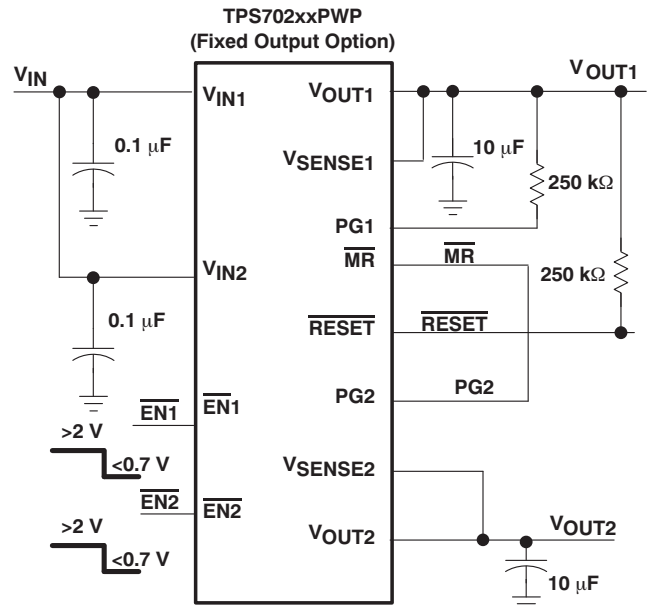 TPS702xxPWP
(Fixed Output Option)
VIN
VIN1
0.1 μF
VIN2
0.1 μF
EN1
EN1
>2 V
<0.7 V
EN2
EN2
>2 V
<0.7 V
VOUT1
VOUT1
VSENSE1
10 μF
250 kΩ
PG1
MR
MR
250 kΩ
RESET
RESET
PG2
PG2
VSENSE2
VOUT2
VOUT2
10 μF